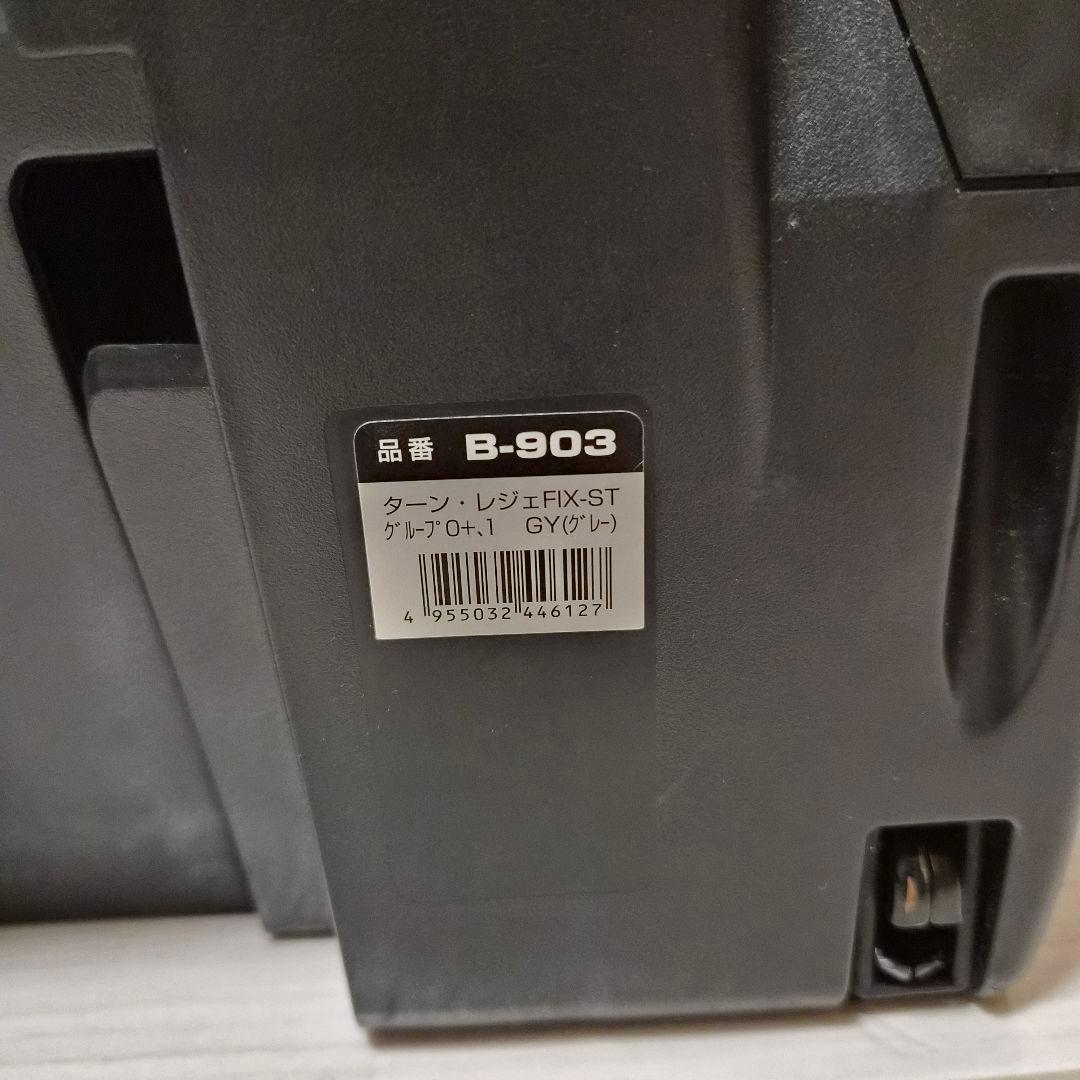 品番 B-903
ターン・レジェFIX-ST
ｸﾞﾙｰﾌﾟ0+､1 GY(ｸﾞﾚｰ)
4 955032 446127